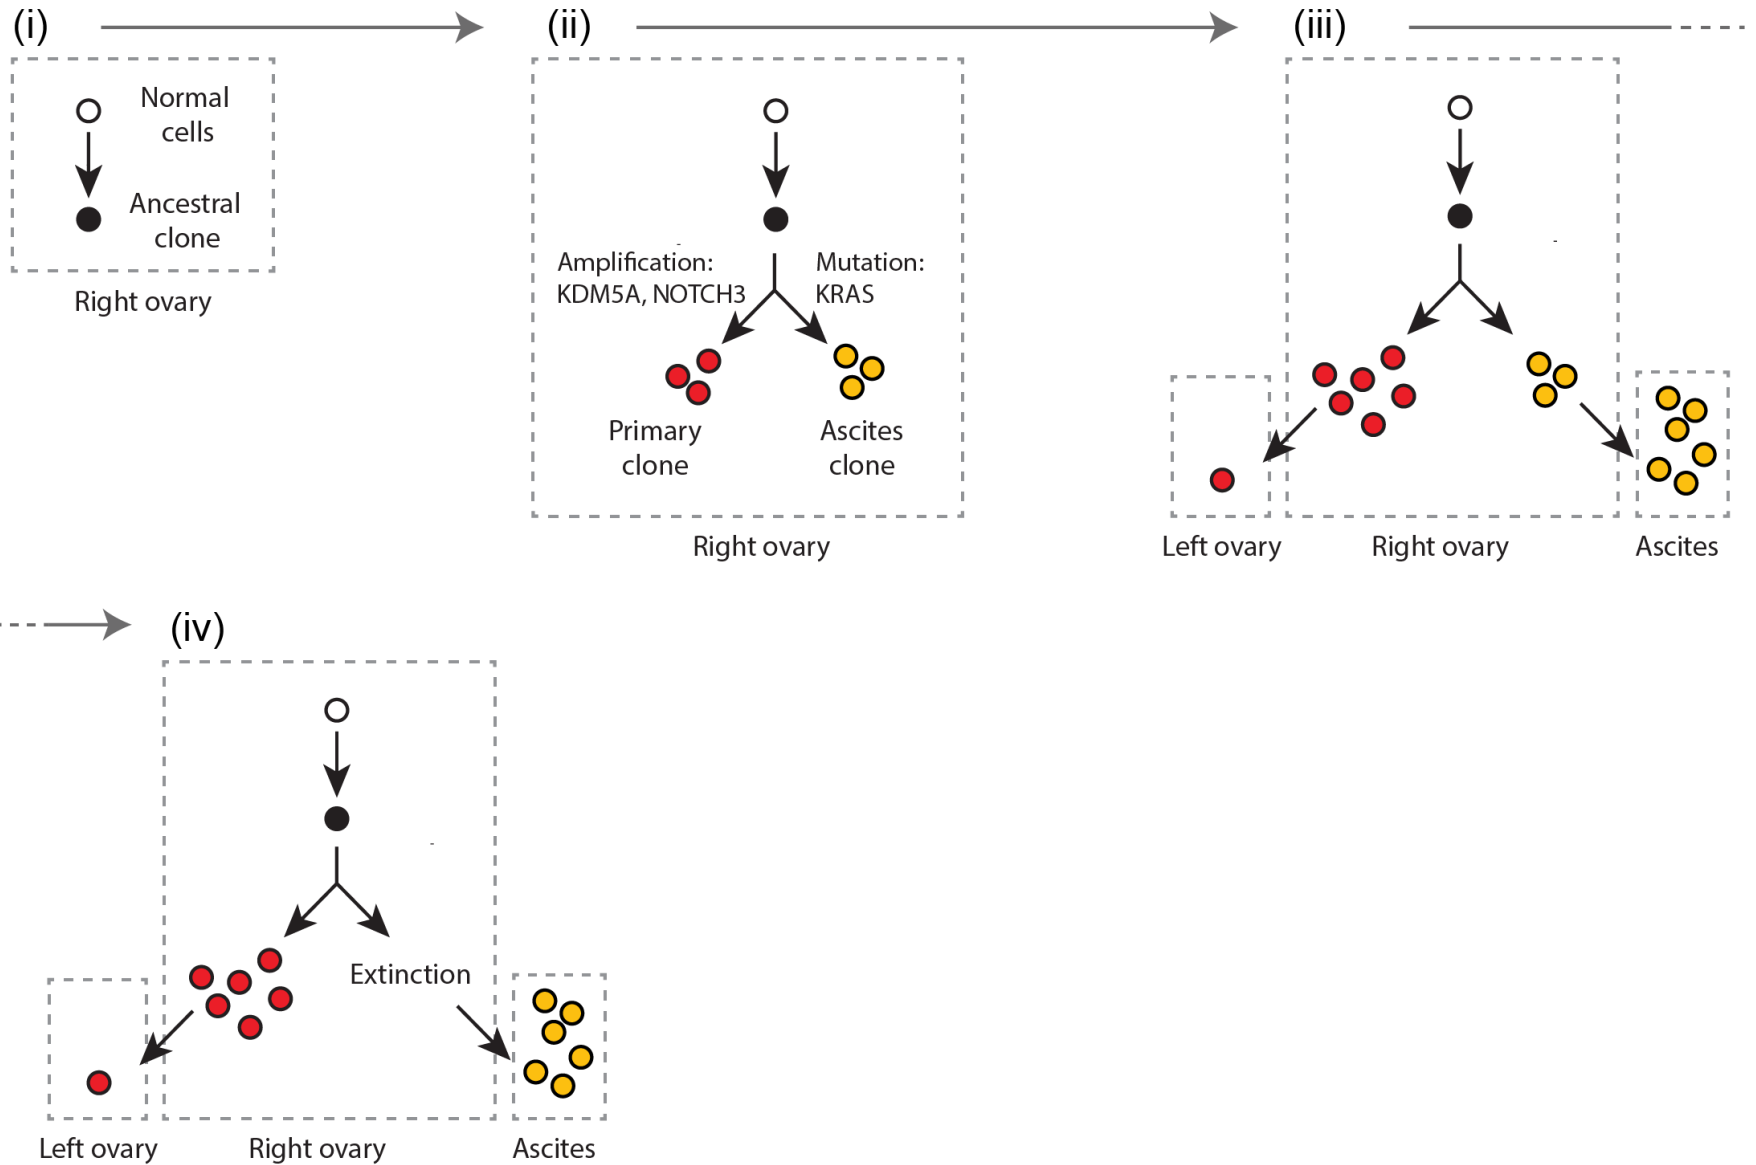 (i)
Normal
cells
Ancestral
clone
Right ovary
(ii)
Amplification:
KDM5A, NOTCH3
Mutation:
KRAS
Primary
clone
Ascites
clone
Right ovary
(iii)
Left ovary
Right ovary
Ascites
(iv)
Extinction
Left ovary
Right ovary
Ascites